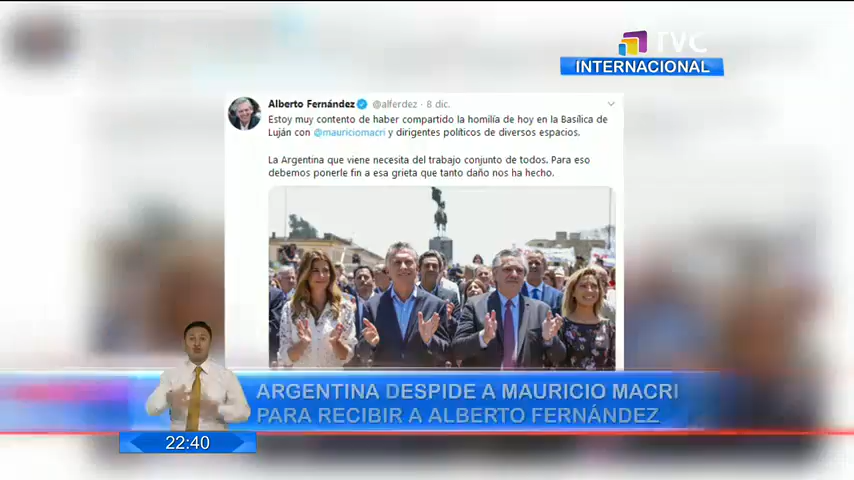 TVC
INTERNACIONAL
Alberto Fernández @alferdez · 8 dic.
Estoy muy contento de haber compartido la homilía de hoy en la Basílica de
Luján con @mauriciomacri y dirigentes políticos de diversos espacios.
La Argentina que viene necesita del trabajo conjunto de todos. Para eso
debemos ponerle fin a esa grieta que tanto daño nos ha hecho.
ARGENTINA DESPIDE A MAURICIO MACRI
PARA RECIBIR A ALBERTO FERNÁNDEZ
22:40